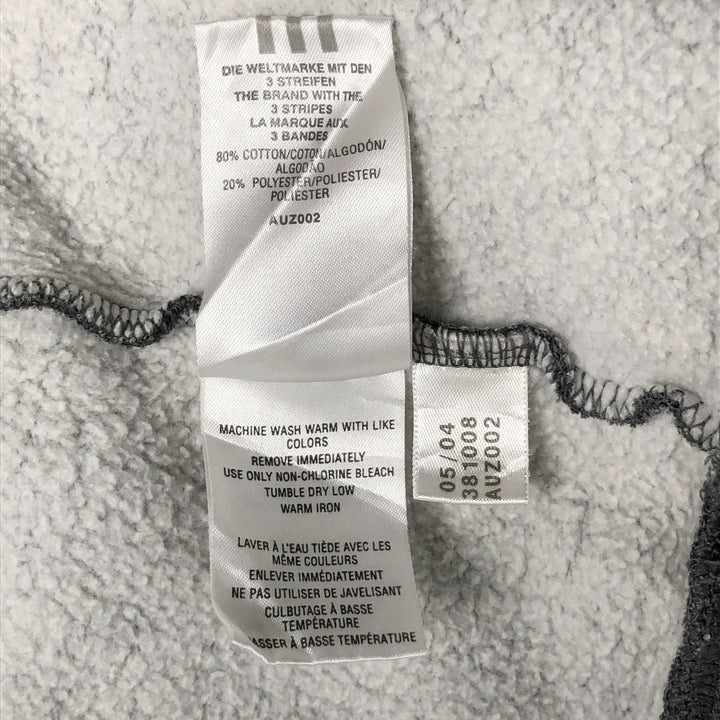 DIE WELTMARKE MIT DEN
3 STREIFEN
THE BRAND WITH THE
3 STRIPES
LA MARQUE AUX
3 BANDES
80% COTTON/COTON/ALGODÓN/
ALGODÃO
20% POLYESTER/POLIESTER/
POLIÉSTER
AUZ002
MACHINE WASH WARM WITH LIKE
COLORS
REMOVE IMMEDIATELY
USE ONLY NON-CHLORINE BLEACH
TUMBLE DRY LOW
WARM IRON
LAVER À L'EAU TIÈDE AVEC LES
MÊME COULEURS
ENLEVER IMMÉDIATEMENT
NE PAS UTILISER DE JAVELISANT
CULBUTAGE À BASSE
TEMPÉRATURE
ASSER À BASSE TEMPÉRATURE
05/04
381008
AUZ002